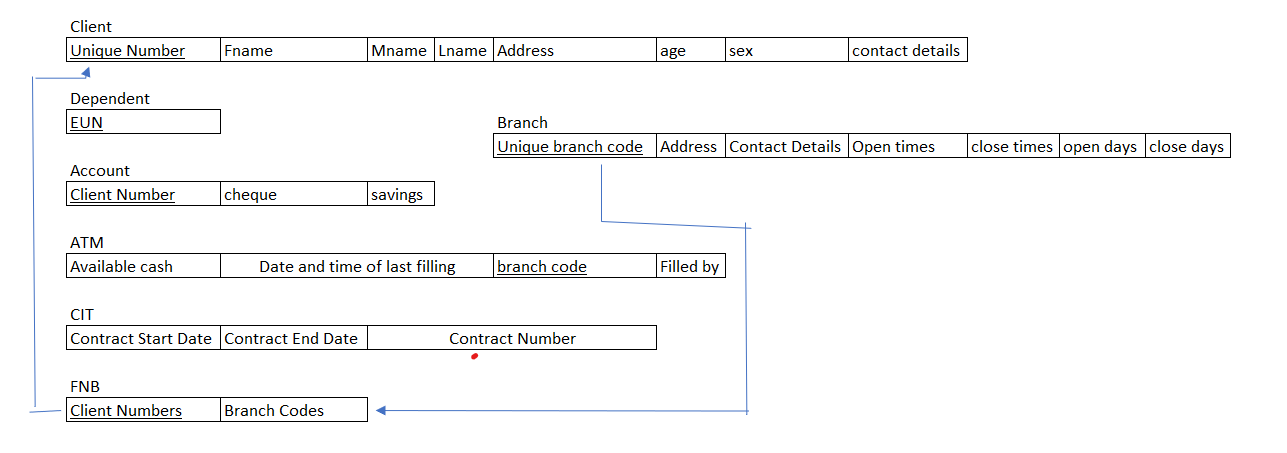 Client
Unique Number Fname Mname Lname Address age sex contact details
Dependent
EUN
Branch
Unique branch code Address Contact Details Open times close times open days close days
Account
Client Number cheque savings
ATM
Available cash Date and time of last filling branch code Filled by
CIT
Contract Start Date Contract End Date Contract Number
FNB
Client Numbers Branch Codes